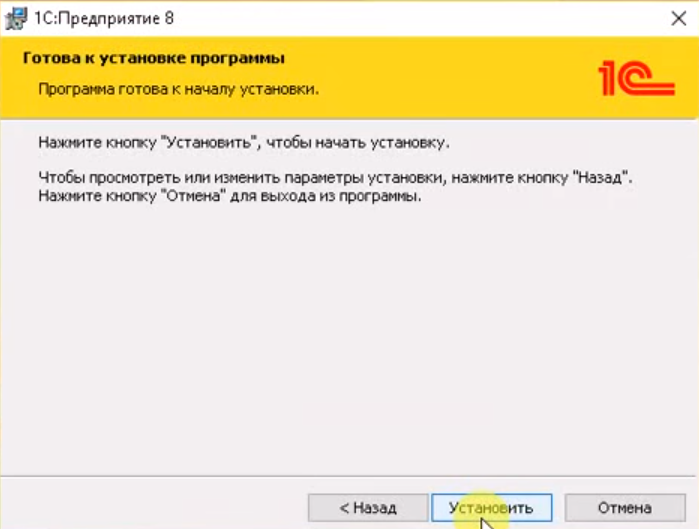 1С:Предприятие 8
Готова к установке программы
Программа готова к началу установки.
1С
Нажмите кнопку "Установить", чтобы начать установку.
Чтобы просмотреть или изменить параметры установки, нажмите кнопку "Назад".
Нажмите кнопку "Отмена" для выхода из программы.
< Назад
Установить
Отмена